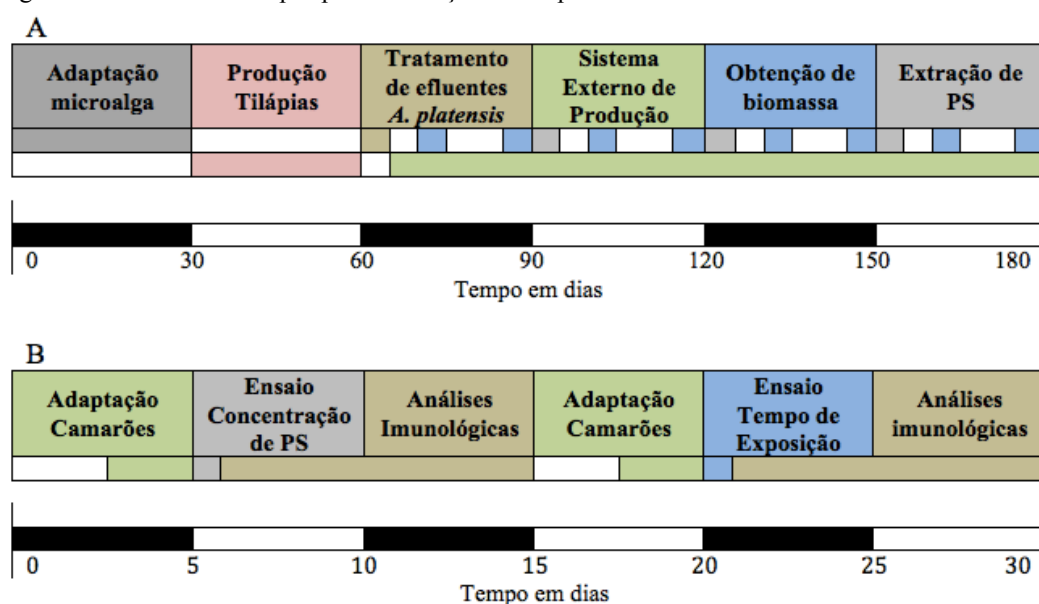 A
Adaptação
microalga
Produção
Tilápias
Tratamento
de efluentes
A. platensis
Sistema
Externo de
Produção
Obtenção de
biomassa
Extração de
PS
0 30 60 90 120 150 180
Tempo em dias
B
Adaptação
Camarões
Ensaio
Concentração
de PS
Análises
Imunológicas
Adaptação
Camarões
Ensaio
Tempo de
Exposição
Análises
imunológicas
0 5 10 15 20 25 30
Tempo em dias